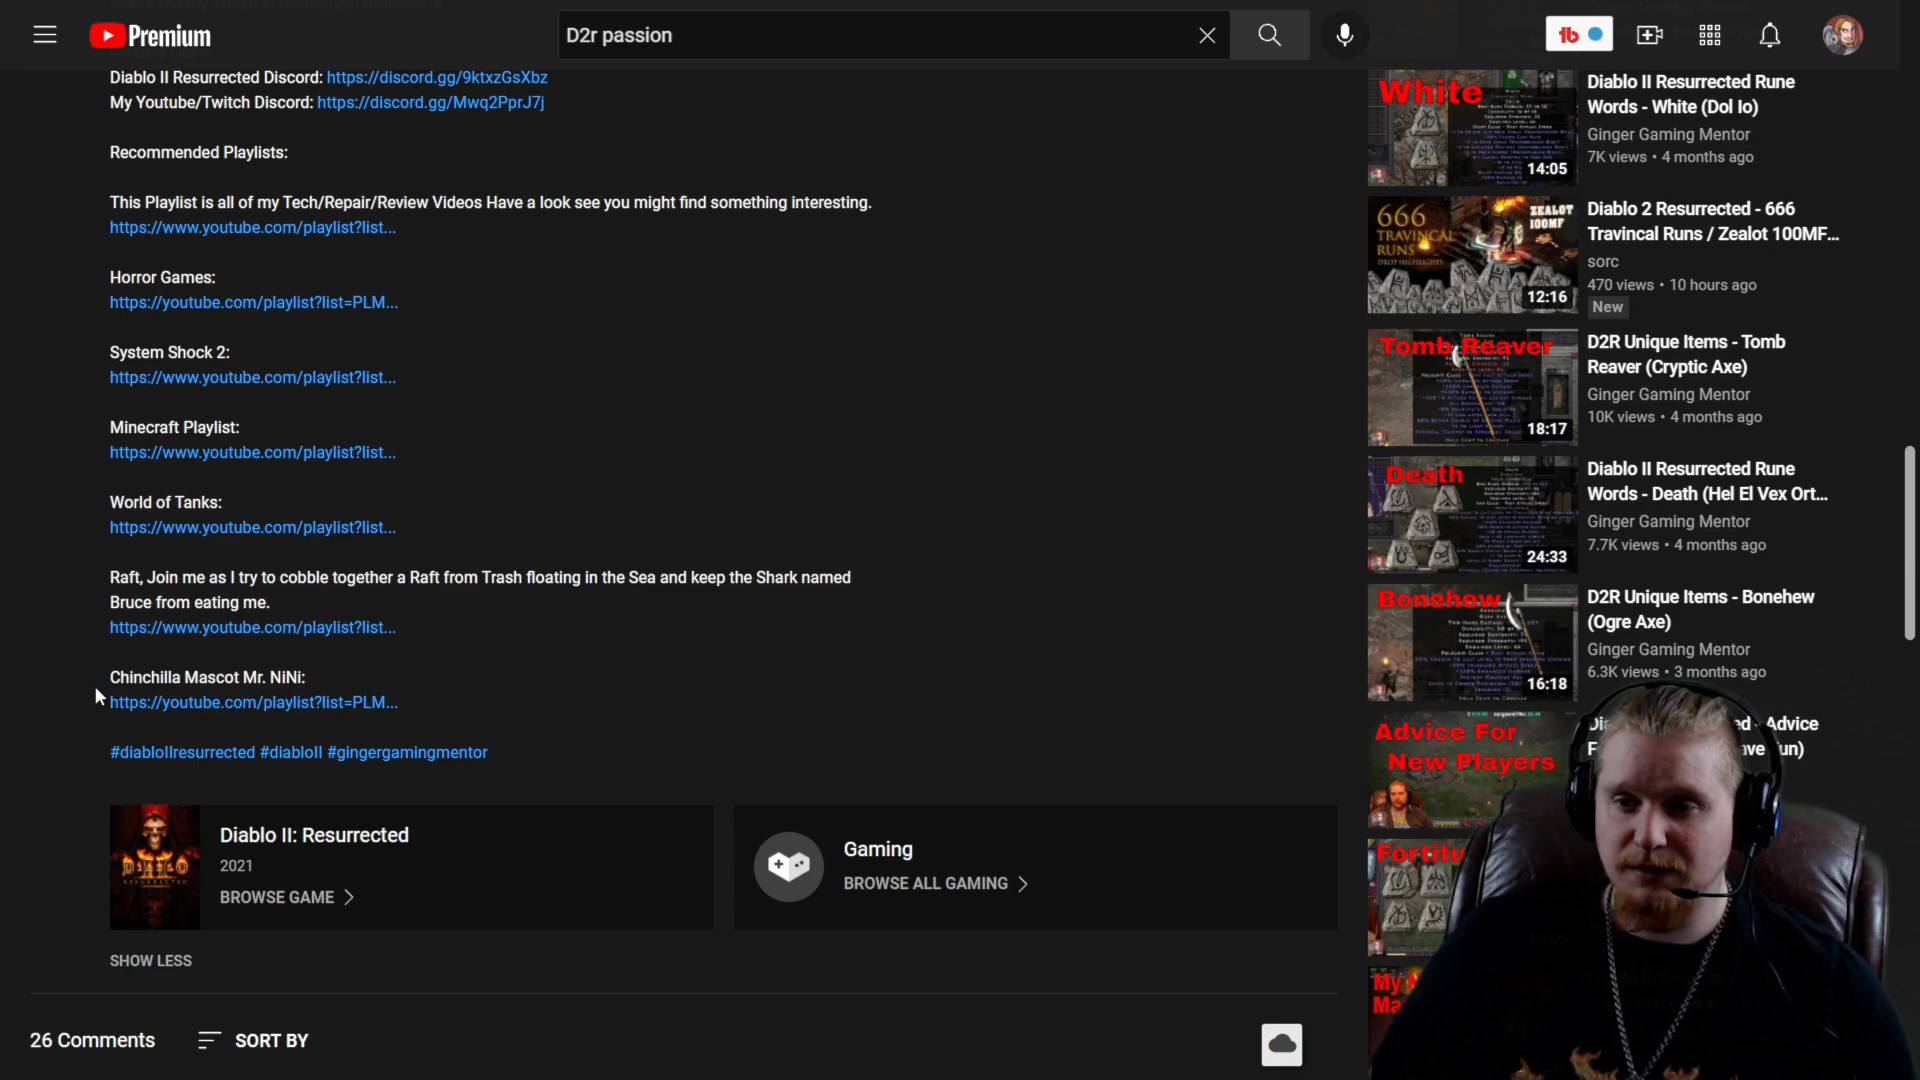 Premium
D2r passion
Diablo II Resurrected Discord: https://discord.gg/9ktxzGsXbz
My Youtube/Twitch Discord: https://discord.gg/Mwq2PprJ7j
Recommended Playlists:
This Playlist is all of my Tech/Repair/Review Videos Have a look see you might find something interesting.
https://www.youtube.com/playlist?list...
Horror Games:
https://youtube.com/playlist?list=PLM...
System Shock 2:
https://www.youtube.com/playlist?list...
Minecraft Playlist:
https://www.youtube.com/playlist?list...
World of Tanks:
https://www.youtube.com/playlist?list...
Raft, Join me as I try to cobble together a Raft from Trash floating in the Sea and keep the Shark named
Bruce from eating me.
https://www.youtube.com/playlist?list...
Chinchilla Mascot Mr. NiNi:
https://youtube.com/playlist?list=PLM...
#diabloIIresurrected #diabloII #gingergamingmentor
Diablo II: Resurrected
2021
BROWSE GAME
Gaming
BROWSE ALL GAMING
SHOW LESS
26 Comments
SORT BY
White
14:05
Diablo II Resurrected Rune
Words - White (Dol Io)
Ginger Gaming Mentor
7K views • 4 months ago
666
TRAVINCAL
RUNS
DROP HIGHLIGHTS
ZEALOT
100MF
12:16
Diablo 2 Resurrected - 666
Travincal Runs / Zealot 100MF...
sorc
470 views • 10 hours ago
New
Tomb Reaver
18:17
D2R Unique Items - Tomb
Reaver (Cryptic Axe)
Ginger Gaming Mentor
10K views • 4 months ago
Death
24:33
Diablo II Resurrected Rune
Words - Death (Hel El Vex Ort...
Ginger Gaming Mentor
7.7K views • 4 months ago
Bonehew
16:18
D2R Unique Items - Bonehew
(Ogre Axe)
Ginger Gaming Mentor
6.3K views • 3 months ago
Advice For
New Players
Advice
Fortitu
My
Ma